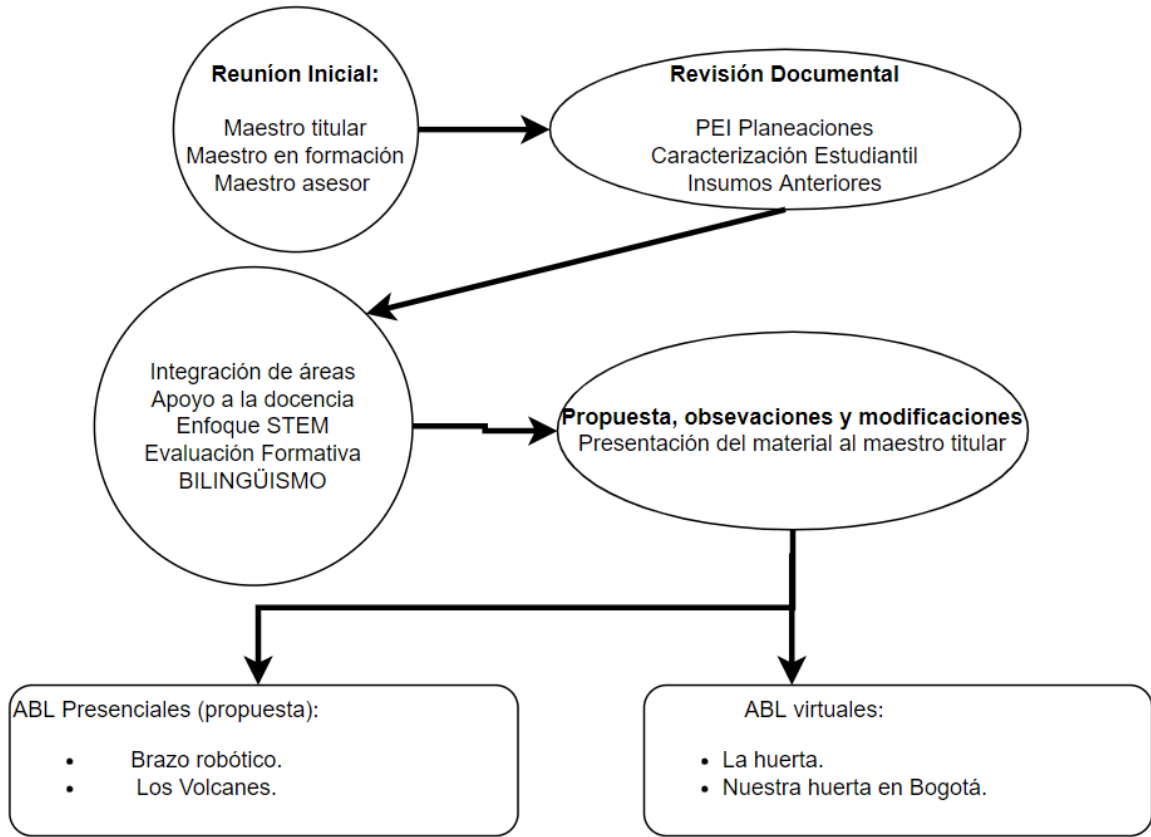 Reuníon Inicial:
Maestro titular
Maestro en formación
Maestro asesor
Revisión Documental
PEI Planeaciones
Caracterización Estudiantil
Insumos Anteriores
Integración de áreas
Apoyo a la docencia
Enfoque STEM
Evaluación Formativa
BILINGÜISMO
Propuesta, obsevaciones y modificaciones
Presentación del material al maestro titular
ABL Presenciales (propuesta):
• Brazo robótico.
• Los Volcanes.
ABL virtuales:
• La huerta.
• Nuestra huerta en Bogotá.